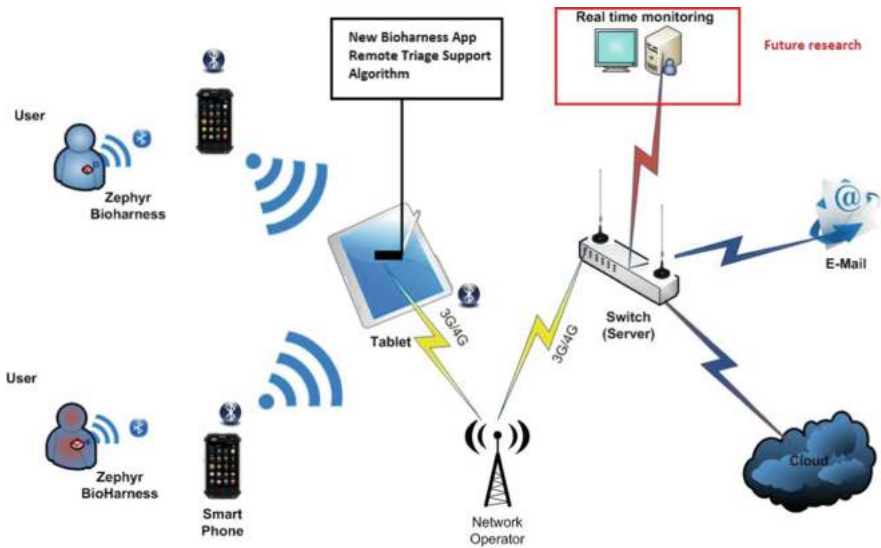 Real time monitoring
Future research
New Bioharness App
Remote Triage Support
Algorithm
User
Zephyr
Bioharness
@
E-Mail
Tablet
3G/4G
3G/4G
Switch
(Server)
User
Zephyr
BioHarness
Smart
Phone
Network
Operator
Cloud